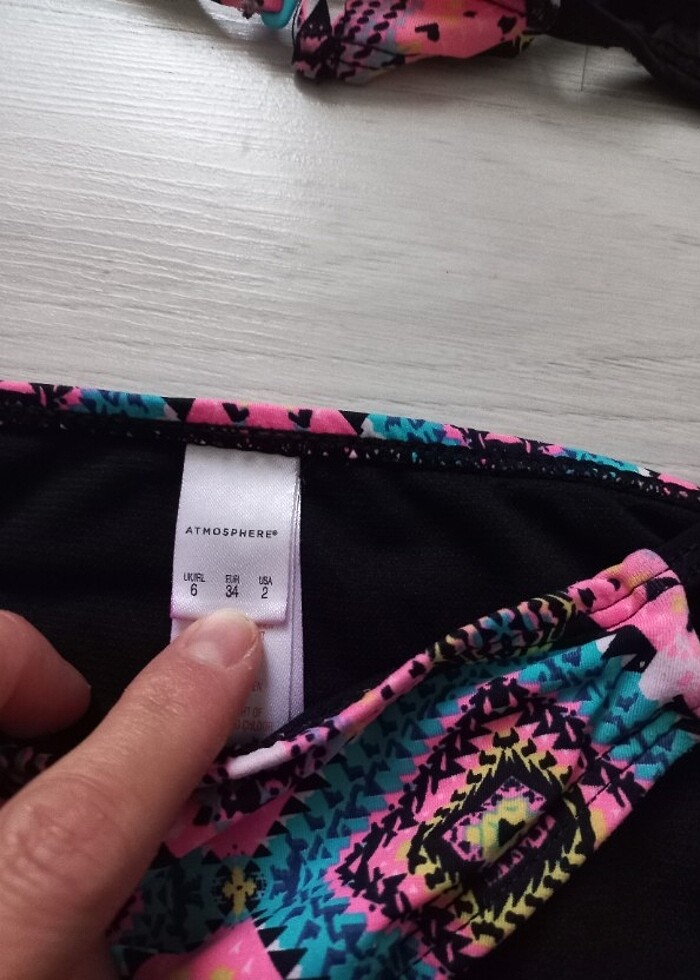 ATMOSPHERE®
UK/IRL EUR USA
6 34 2